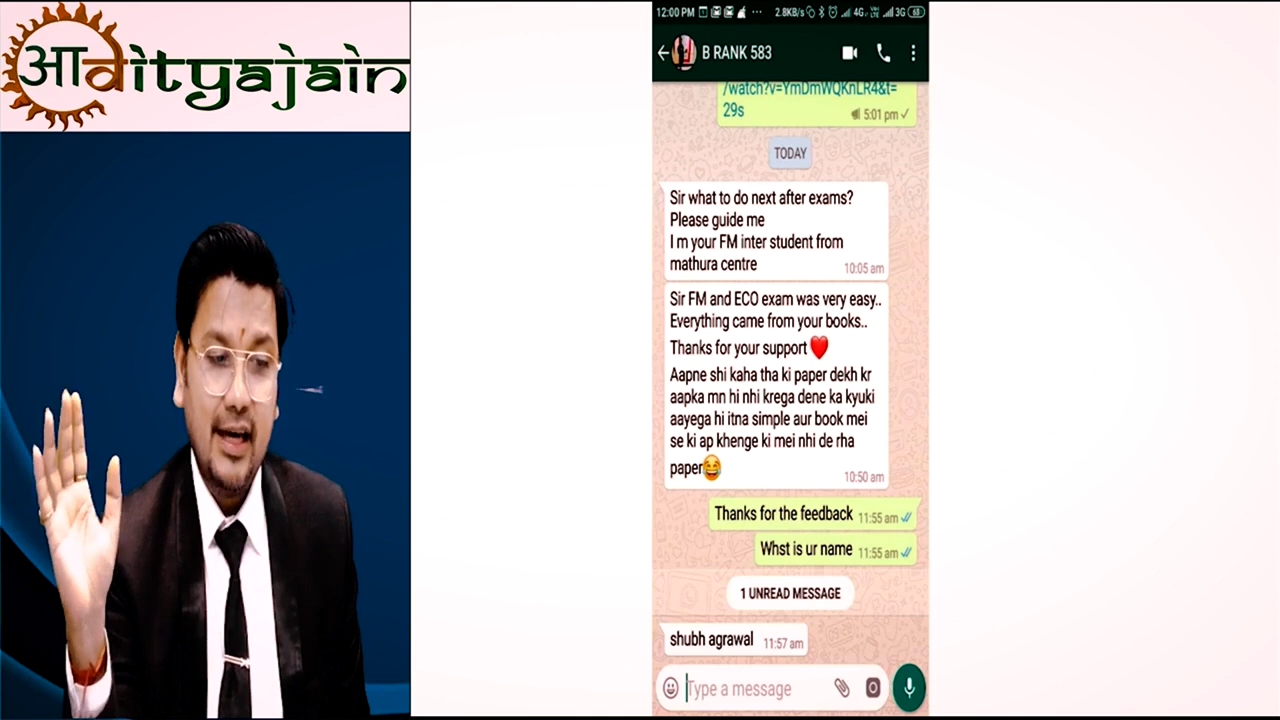 आdityajain
12:00 PM ... 2.8KB/s 4G 3G 63
B RANK 583
/watch?v=YmDmWQKnLR4&t=
29s
5:01 pm
TODAY
Sir what to do next after exams?
Please guide me
I m your FM inter student from
mathura centre
10:05 am
Sir FM and ECO exam was very easy..
Everything came from your books..
Thanks for your support❤️
Aapne shi kaha tha ki paper dekh kr
aapka mn hi nhi krega dene ka kyuki
aayega hi itna simple aur book mei
se ki ap khenge ki mei nhi de rha
paper😂
10:50 am
Thanks for the feedback 11:55 am
Whst is ur name 11:55 am
1 UNREAD MESSAGE
shubh agrawal 11:57 am
Type a message